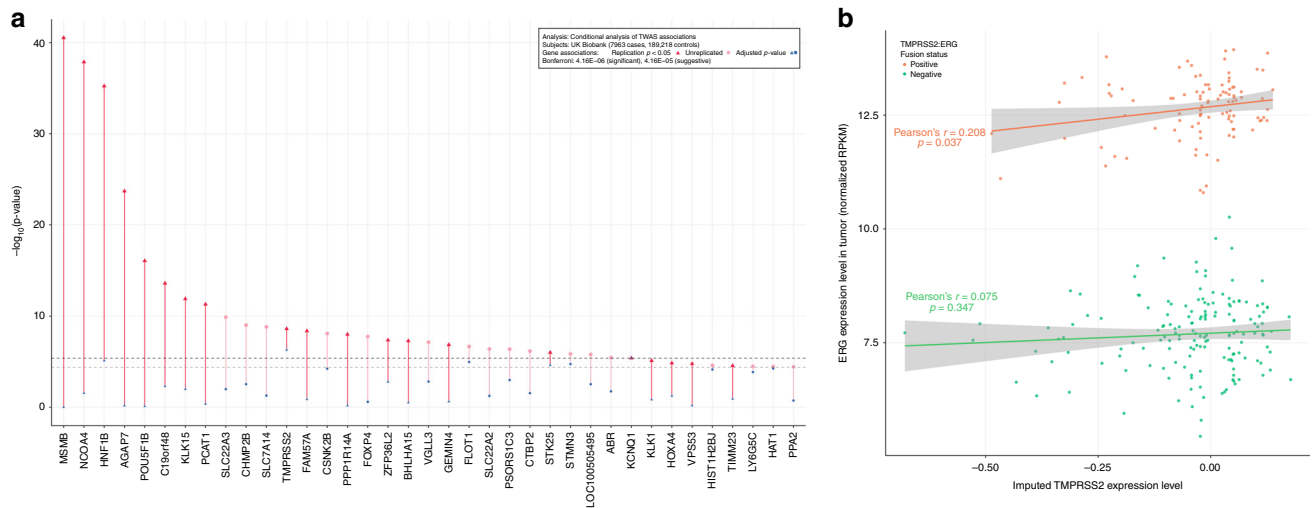 a
40
30
20
10
0
−log10(p-value)
Analysis: Conditional analysis of TWAS associations
Subjects: UK Biobank (7963 cases, 189,218 controls)
Gene associations: Replication p < 0.05 Unreplicated Adjusted p-value
Bonferroni: 4.16E−06 (significant), 4.16E−05 (suggestive)
MSMB
NCOA4
HNF1B
AGAP7
POU5F1B
C19orf48
KLK15
PCAT1
SLC22A3
CHMP2B
SLC7A14
TMPRSS2
FAM57A
CSNK2B
PPP1R14A
FOXP4
ZFP36L2
BHLHA15
VGLL3
GEMIN4
FLOT1
SLC22A2
PSORS1C3
CTBP2
STK25
STMN3
LOC100505495
ABR
KCNQ1
KLK1
HOXA4
VPS53
HIST1H2BJ
TIMM23
LY6G5C
HAT1
PPA2
b
TMPRSS2:ERG
Fusion status
Positive
Negative
12.5
10.0
7.5
ERG expression level in tumor (normalized RPKM)
Pearson's r = 0.208
p = 0.037
Pearson's r = 0.075
p = 0.347
−0.50
−0.25
0.00
Imputed TMPRSS2 expression level